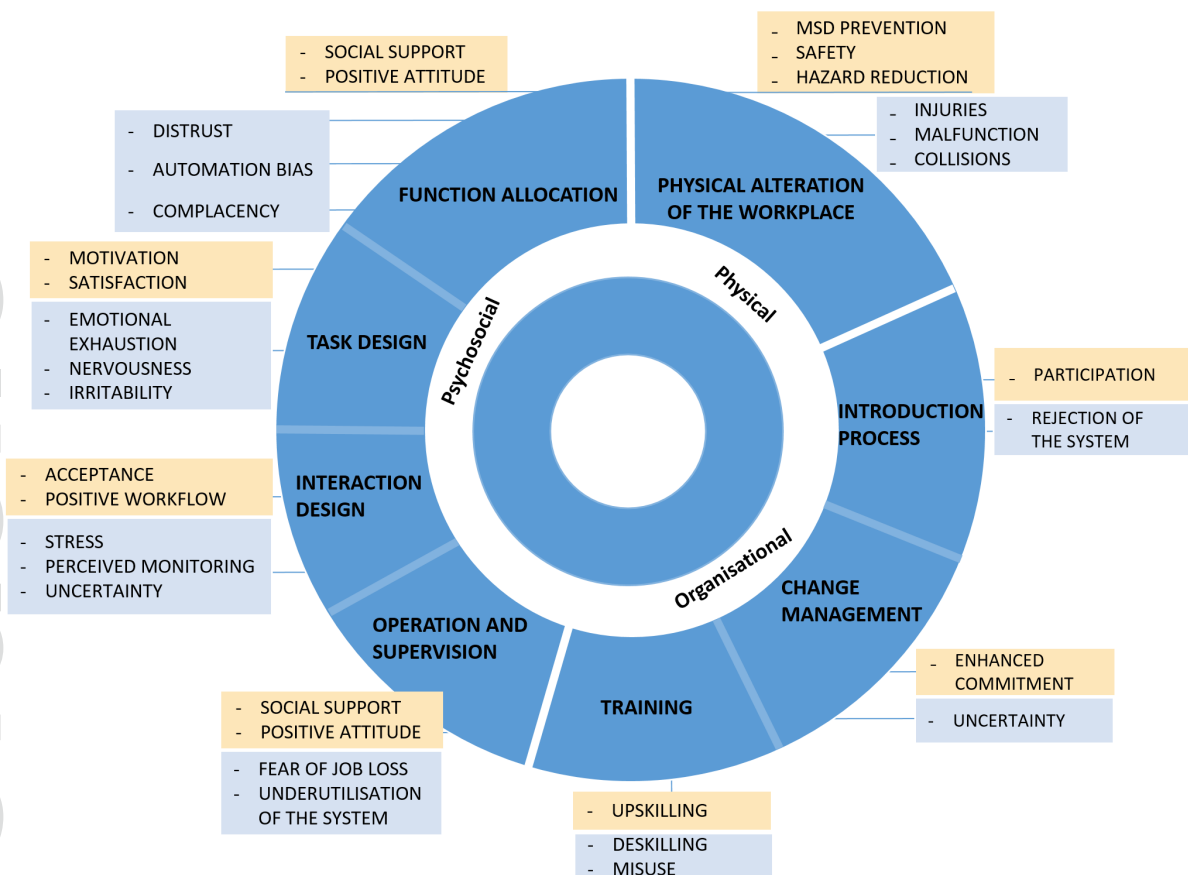 - MSD PREVENTION
- SAFETY
- HAZARD REDUCTION
- SOCIAL SUPPORT
- POSITIVE ATTITUDE
- INJURIES
- MALFUNCTION
- COLLISIONS
- DISTRUST
- AUTOMATION BIAS
- COMPLACENCY
FUNCTION ALLOCATION
PHYSICAL ALTERATION
OF THE WORKPLACE
- MOTIVATION
- SATISFACTION
- EMOTIONAL
EXHAUSTION
- NERVOUSNESS
- IRRITABILITY
TASK DESIGN
Psychosocial
Physical
- PARTICIPATION
- REJECTION OF
THE SYSTEM
INTRODUCTION
PROCESS
- ACCEPTANCE
- POSITIVE WORKFLOW
- STRESS
- PERCEIVED MONITORING
- UNCERTAINTY
INTERACTION
DESIGN
Organisational
CHANGE
MANAGEMENT
OPERATION AND
SUPERVISION
- ENHANCED
COMMITMENT
- UNCERTAINTY
TRAINING
- SOCIAL SUPPORT
- POSITIVE ATTITUDE
- FEAR OF JOB LOSS
- UNDERUTILISATION
OF THE SYSTEM
- UPSKILLING
- DESKILLING
- MISUSE